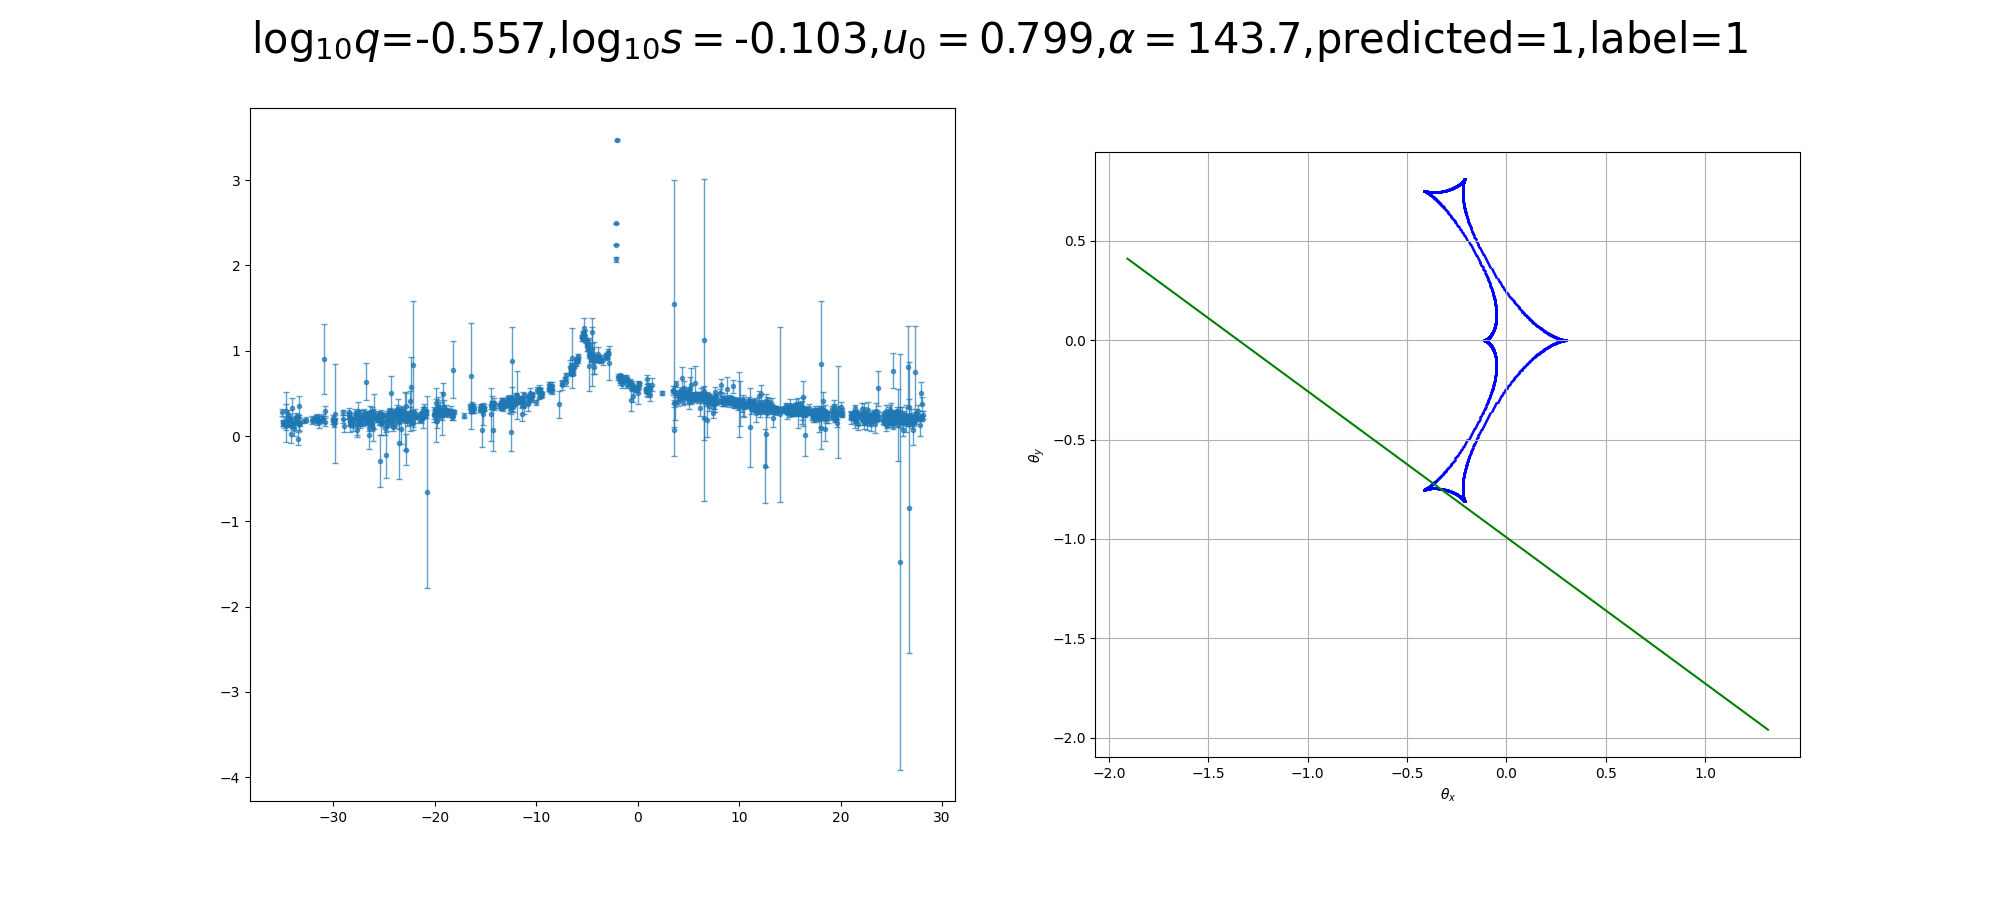 log₁₀q=-0.557,log₁₀s = -0.103,u₀ = 0.799,α = 143.7,predicted=1,label=1
3
2
1
0
−1
−2
−3
−4
−30 −20 −10 0 10 20 30
0.5
0.0
−0.5
−1.0
−1.5
−2.0
θy
−2.0 −1.5 −1.0 −0.5 0.0 0.5 1.0
θx